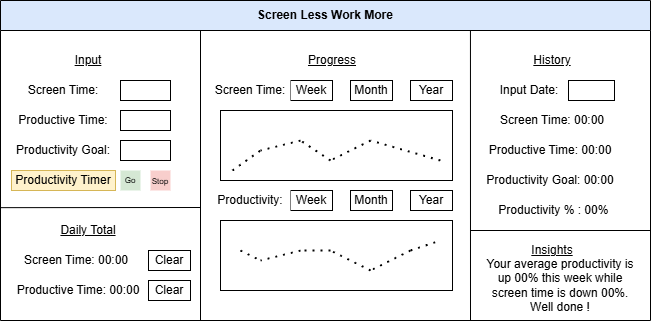 Screen Less Work More
Input
Screen Time:
Productive Time:
Productivity Goal:
Productivity Timer Go Stop
Daily Total
Screen Time: 00:00 Clear
Productive Time: 00:00 Clear
Progress
Screen Time: Week Month Year
Productivity: Week Month Year
History
Input Date:
Screen Time: 00:00
Productive Time: 00:00
Productivity Goal: 00:00
Productivity % : 00%
Insights
Your average productivity is
up 00% this week while
screen time is down 00%.
Well done !